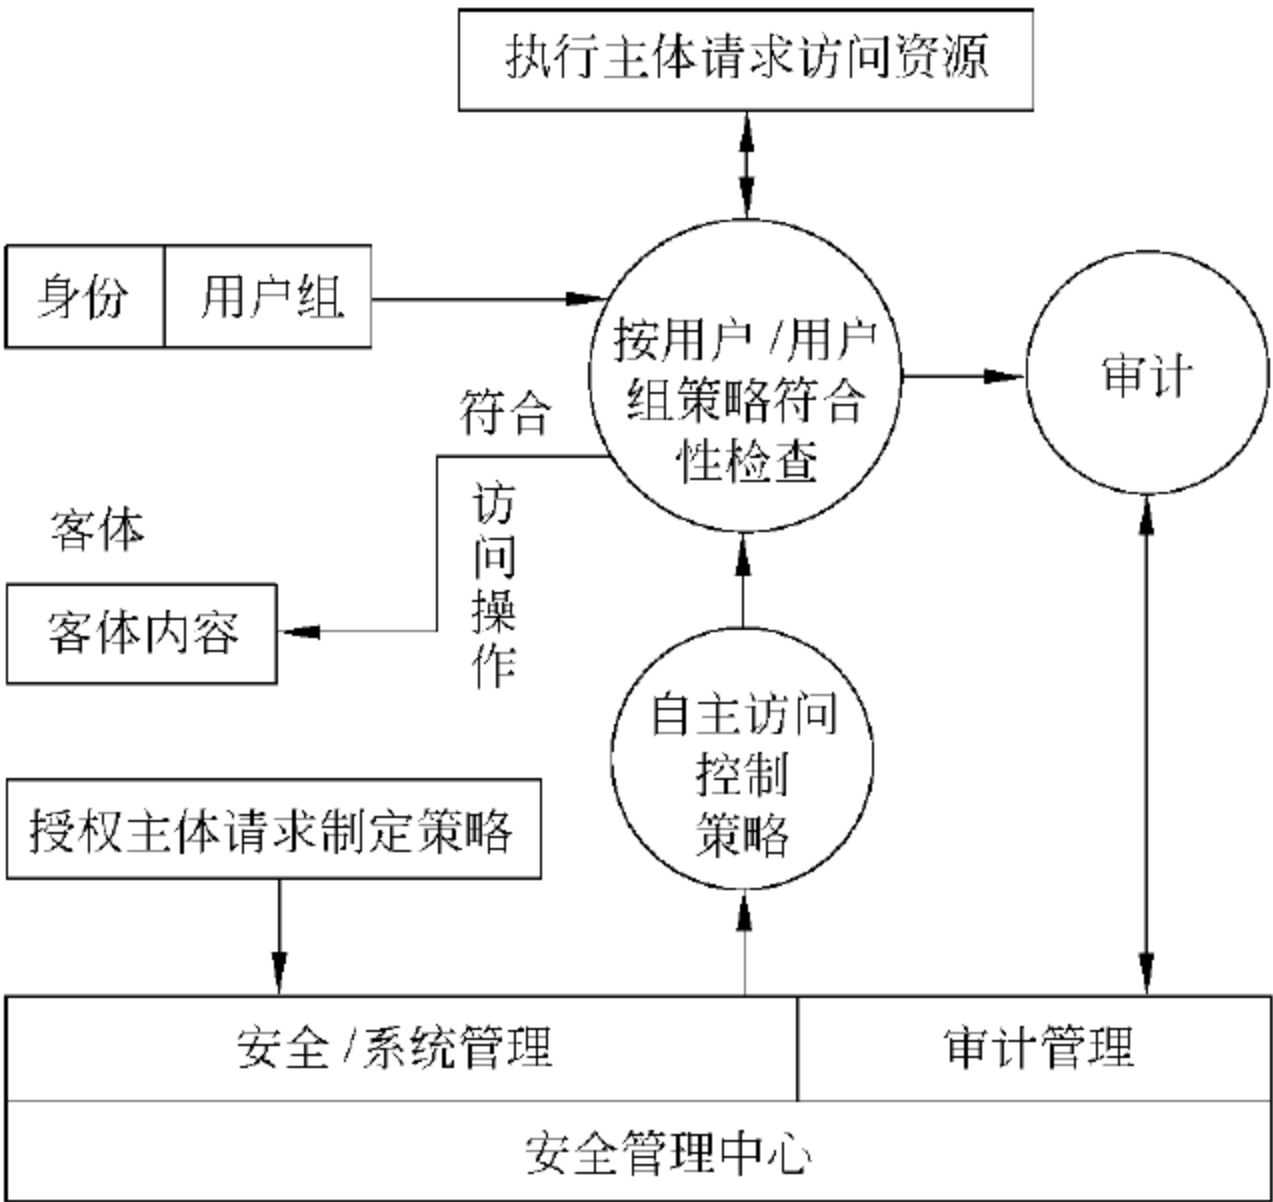 执行主体请求访问资源
身份
用户组
按用户/用户
组策略符合
性检查
审计
符合
访问操作
客体
客体内容
自主访问
控制
策略
授权主体请求制定策略
安全/系统管理
审计管理
安全管理中心